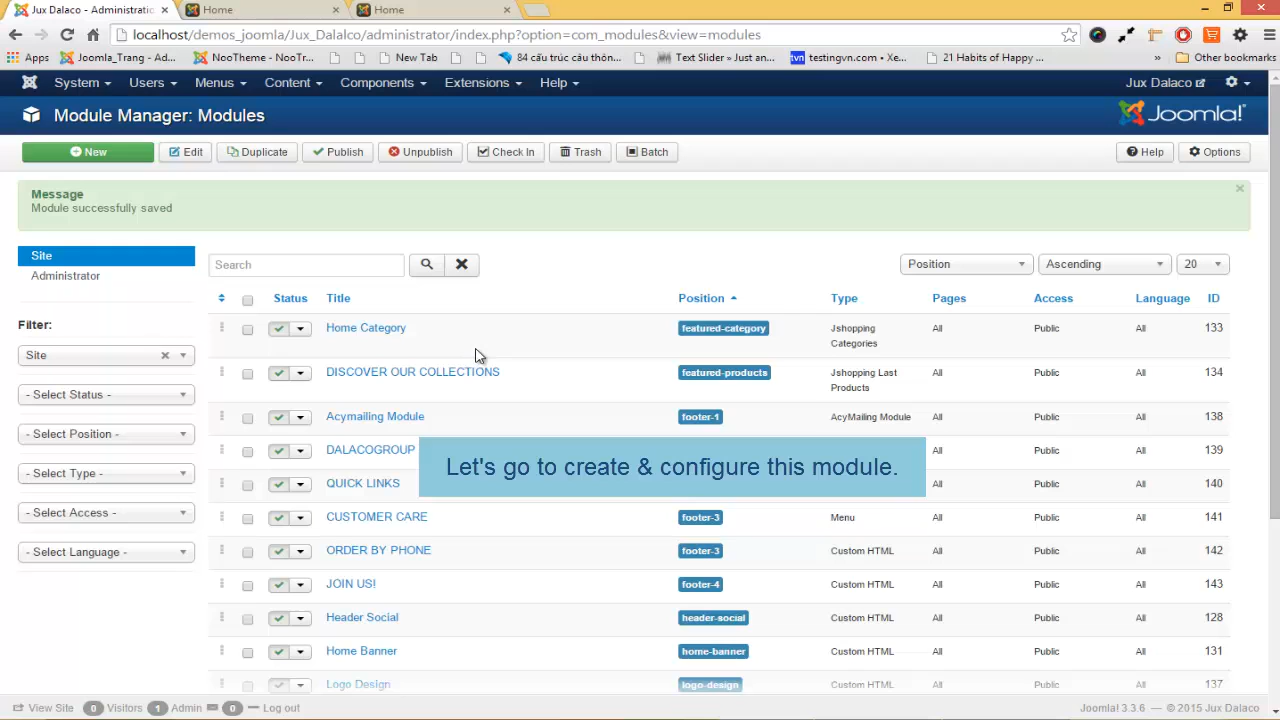 Jux Dalaco - Administratio
Home
Home
localhost/demos_joomla/Jux_Dalaco/administrator/index.php?option=com_modules&view=modules
Apps
Joomla_Trang - Ad...
NooTheme - NooTr...
New Tab
84 câu trúc câu thôn...
Text Slider – Just an...
tvn
testingvn.com • Xe...
21 Habits of Happy ...
»
Other bookmarks
System
Users
Menus
Content
Components
Extensions
Help
Jux Dalaco
Module Manager: Modules
Joomla!
New
Edit
Duplicate
Publish
Unpublish
Check In
Trash
Batch
Help
Options
Message
Module successfully saved
Site
Administrator
Search
Position
Ascending
20
Status
Title
Position
Type
Pages
Access
Language
ID
Filter:
Site
- Select Status -
- Select Position -
- Select Type -
- Select Access -
- Select Language -
Home Category
featured-category
Jshopping
Categories
All
Public
All
133
DISCOVER OUR COLLECTIONS
featured-products
Jshopping Last
Products
All
Public
All
134
Acymailing Module
footer-1
AcyMailing Module
All
Public
All
138
DALACOGROUP
All
Public
All
139
Let's go to create & configure this module.
QUICK LINKS
All
Public
All
140
CUSTOMER CARE
footer-3
Menu
All
Public
All
141
ORDER BY PHONE
footer-3
Custom HTML
All
Public
All
142
JOIN US!
footer-4
Custom HTML
All
Public
All
143
Header Social
header-social
Custom HTML
All
Public
All
128
Home Banner
home-banner
Custom HTML
All
Public
All
131
Logo Design
logo-design
Custom HTML
All
Public
All
137
View Site
0
Visitors
1
Admin
0
Log out
Joomla! 3.3.6 — © 2015 Jux Dalaco